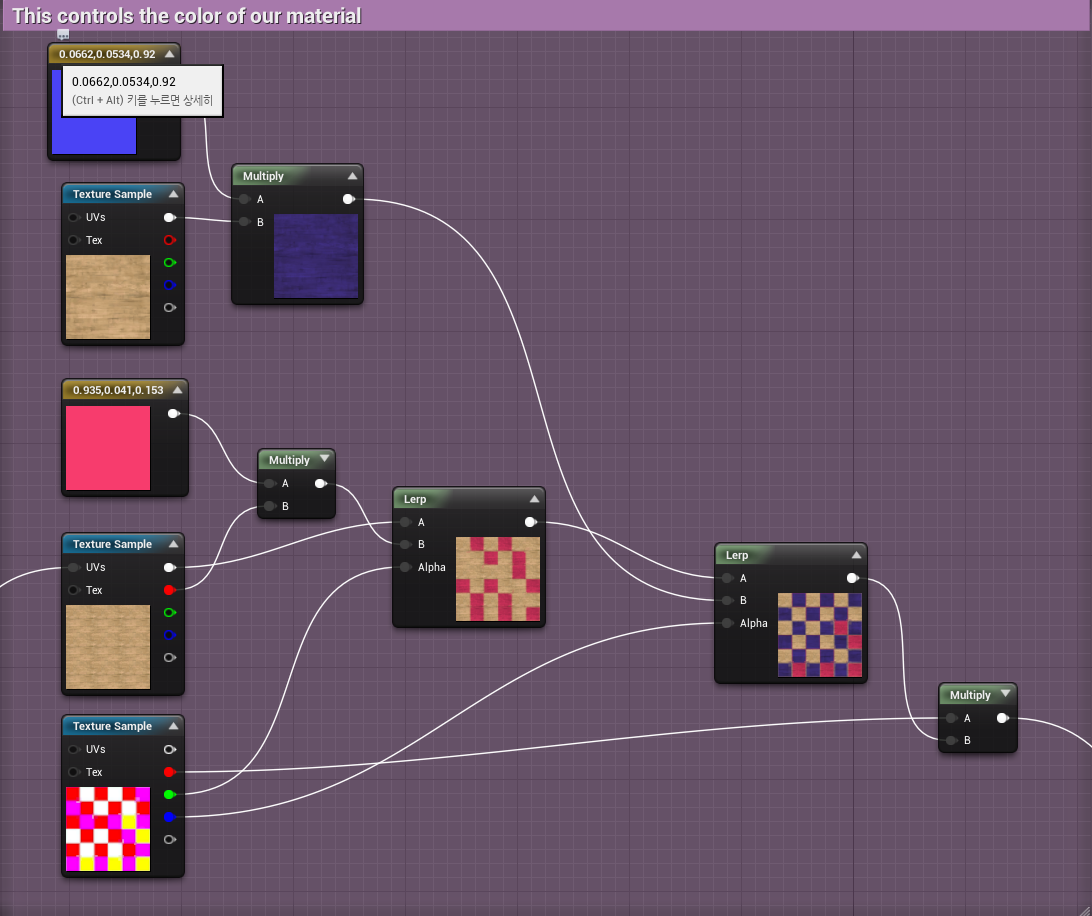 This controls the color of our material
0.0662,0.0534,0.92
0.0662,0.0534,0.92
(Ctrl + Alt) 키를 누르면 상세히
Multiply
A
B
Texture Sample
UVs
Tex
0.935,0.041,0.153
Multiply
A
B
Lerp
A
B
Alpha
Texture Sample
UVs
Tex
Lerp
A
B
Alpha
Multiply
A
B
Texture Sample
UVs
Tex